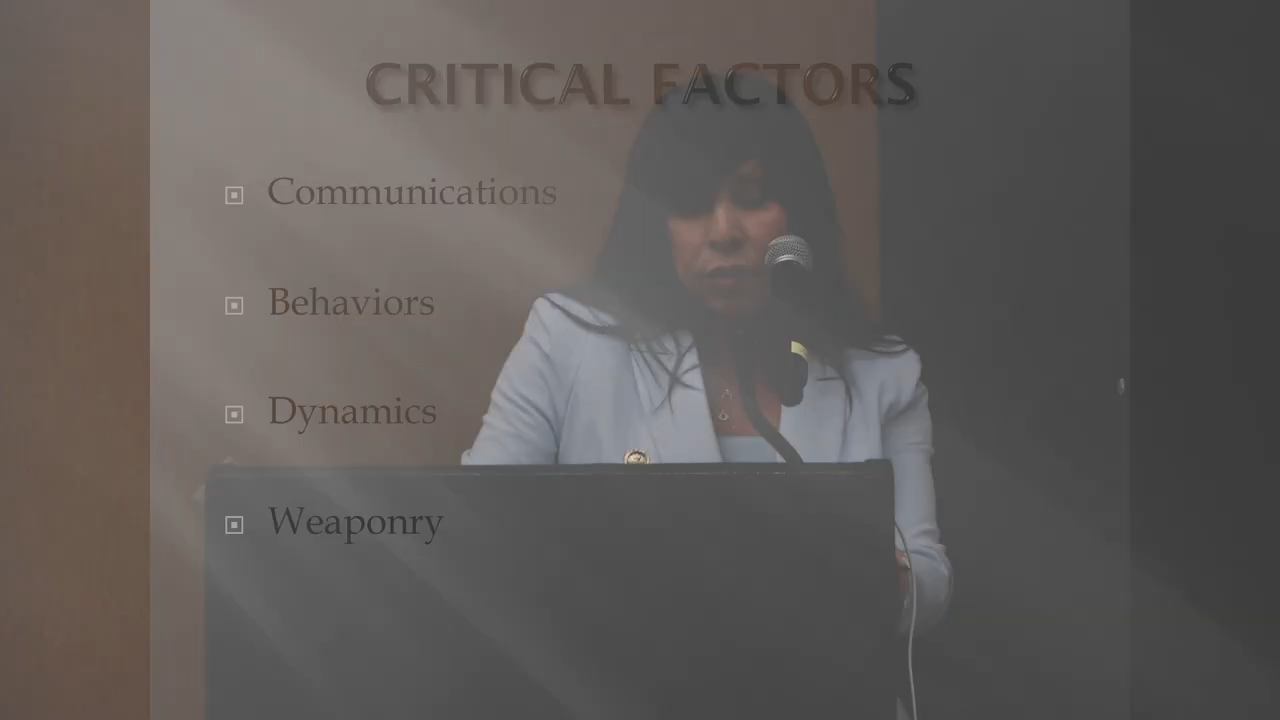 CRITICAL FACTORS
Communications
Behaviors
Dynamics
Weaponry